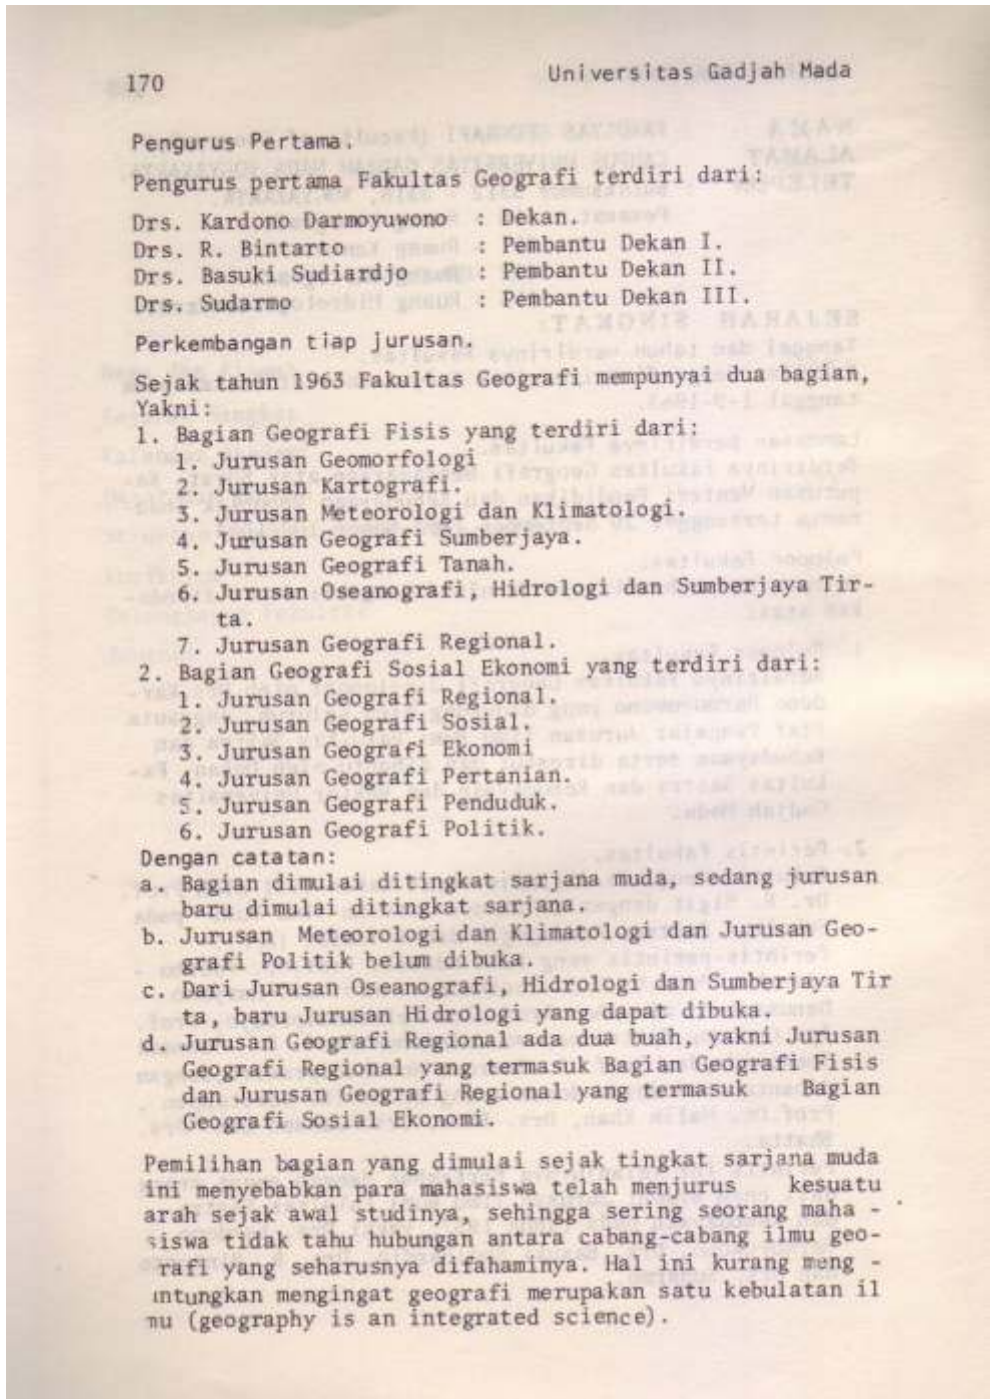 170
Universitas Gadjah Mada
Pengurus Pertama.
Pengurus pertama Fakultas Geografi terdiri dari:
Drs. Kardono Darmoyuwono : Dekan.
Drs. R. Bintarto : Pembantu Dekan I.
Drs. Basuki Sudiardjo : Pembantu Dekan II.
Drs. Sudarmo : Pembantu Dekan III.
Perkembangan tiap jurusan.
Sejak tahun 1963 Fakultas Geografi mempunyai dua bagian,
Yakni:
1. Bagian Geografi Fisis yang terdiri dari:
1. Jurusan Geomorfologi
2. Jurusan Kartografi.
3. Jurusan Meteorologi dan Klimatologi.
4. Jurusan Geografi Sumberjaya.
5. Jurusan Geografi Tanah.
6. Jurusan Oseanografi, Hidrologi dan Sumberjaya Tir-
ta.
7. Jurusan Geografi Regional.
2. Bagian Geografi Sosial Ekonomi yang terdiri dari:
1. Jurusan Geografi Regional.
2. Jurusan Geografi Sosial.
3. Jurusan Geografi Ekonomi
4. Jurusan Geografi Pertanian.
5. Jurusan Geografi Penduduk.
6. Jurusan Geografi Politik.
Dengan catatan:
a. Bagian dimulai ditingkat sarjana muda, sedang jurusan
baru dimulai ditingkat sarjana.
b. Jurusan Meteorologi dan Klimatologi dan Jurusan Geo-
grafi Politik belum dibuka.
c. Dari Jurusan Oseanografi, Hidrologi dan Sumberjaya Tir
ta, baru Jurusan Hidrologi yang dapat dibuka.
d. Jurusan Geografi Regional ada dua buah, yakni Jurusan
Geografi Regional yang termasuk Bagian Geografi Fisis
dan Jurusan Geografi Regional yang termasuk Bagian
Geografi Sosial Ekonomi.
Pemilihan bagian yang dimulai sejak tingkat sarjana muda
ini menyebabkan para mahasiswa telah menjurus kesuatu
arah sejak awal studinya, sehingga sering seorang maha -
siswa tidak tahu hubungan antara cabang-cabang ilmu geo-
rafi yang seharusnya difahaminya. Hal ini kurang meng -
untungkan mengingat geografi merupakan satu kebulatan il
mu (geography is an integrated science).